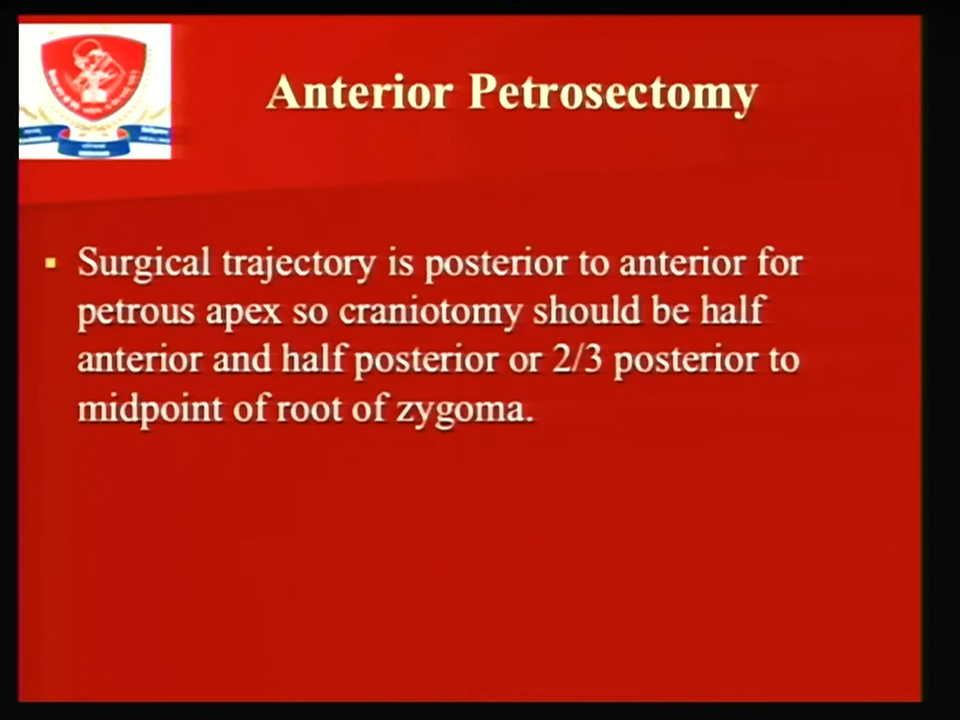 Anterior Petrosectomy
▪ Surgical trajectory is posterior to anterior for
petrous apex so craniotomy should be half
anterior and half posterior or 2/3 posterior to
midpoint of root of zygoma.